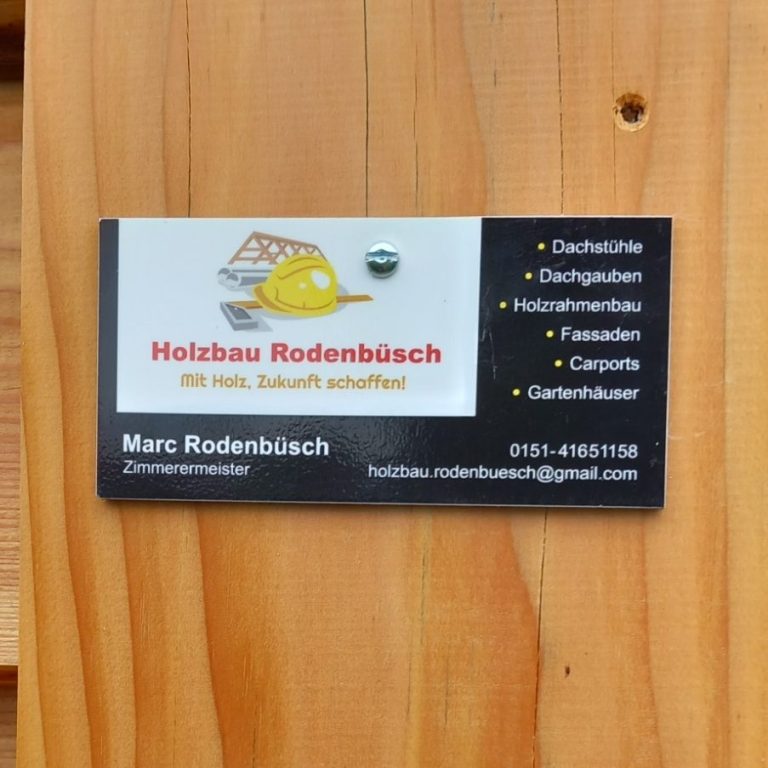 Holzbau Rodenbüsch
Mit Holz, Zukunft schaffen!
• Dachstühle
• Dachgauben
• Holzrahmenbau
• Fassaden
• Carports
• Gartenhäuser
Marc Rodenbüsch
Zimmerermeister
0151-41651158
holzbau.rodenbuesch@gmail.com